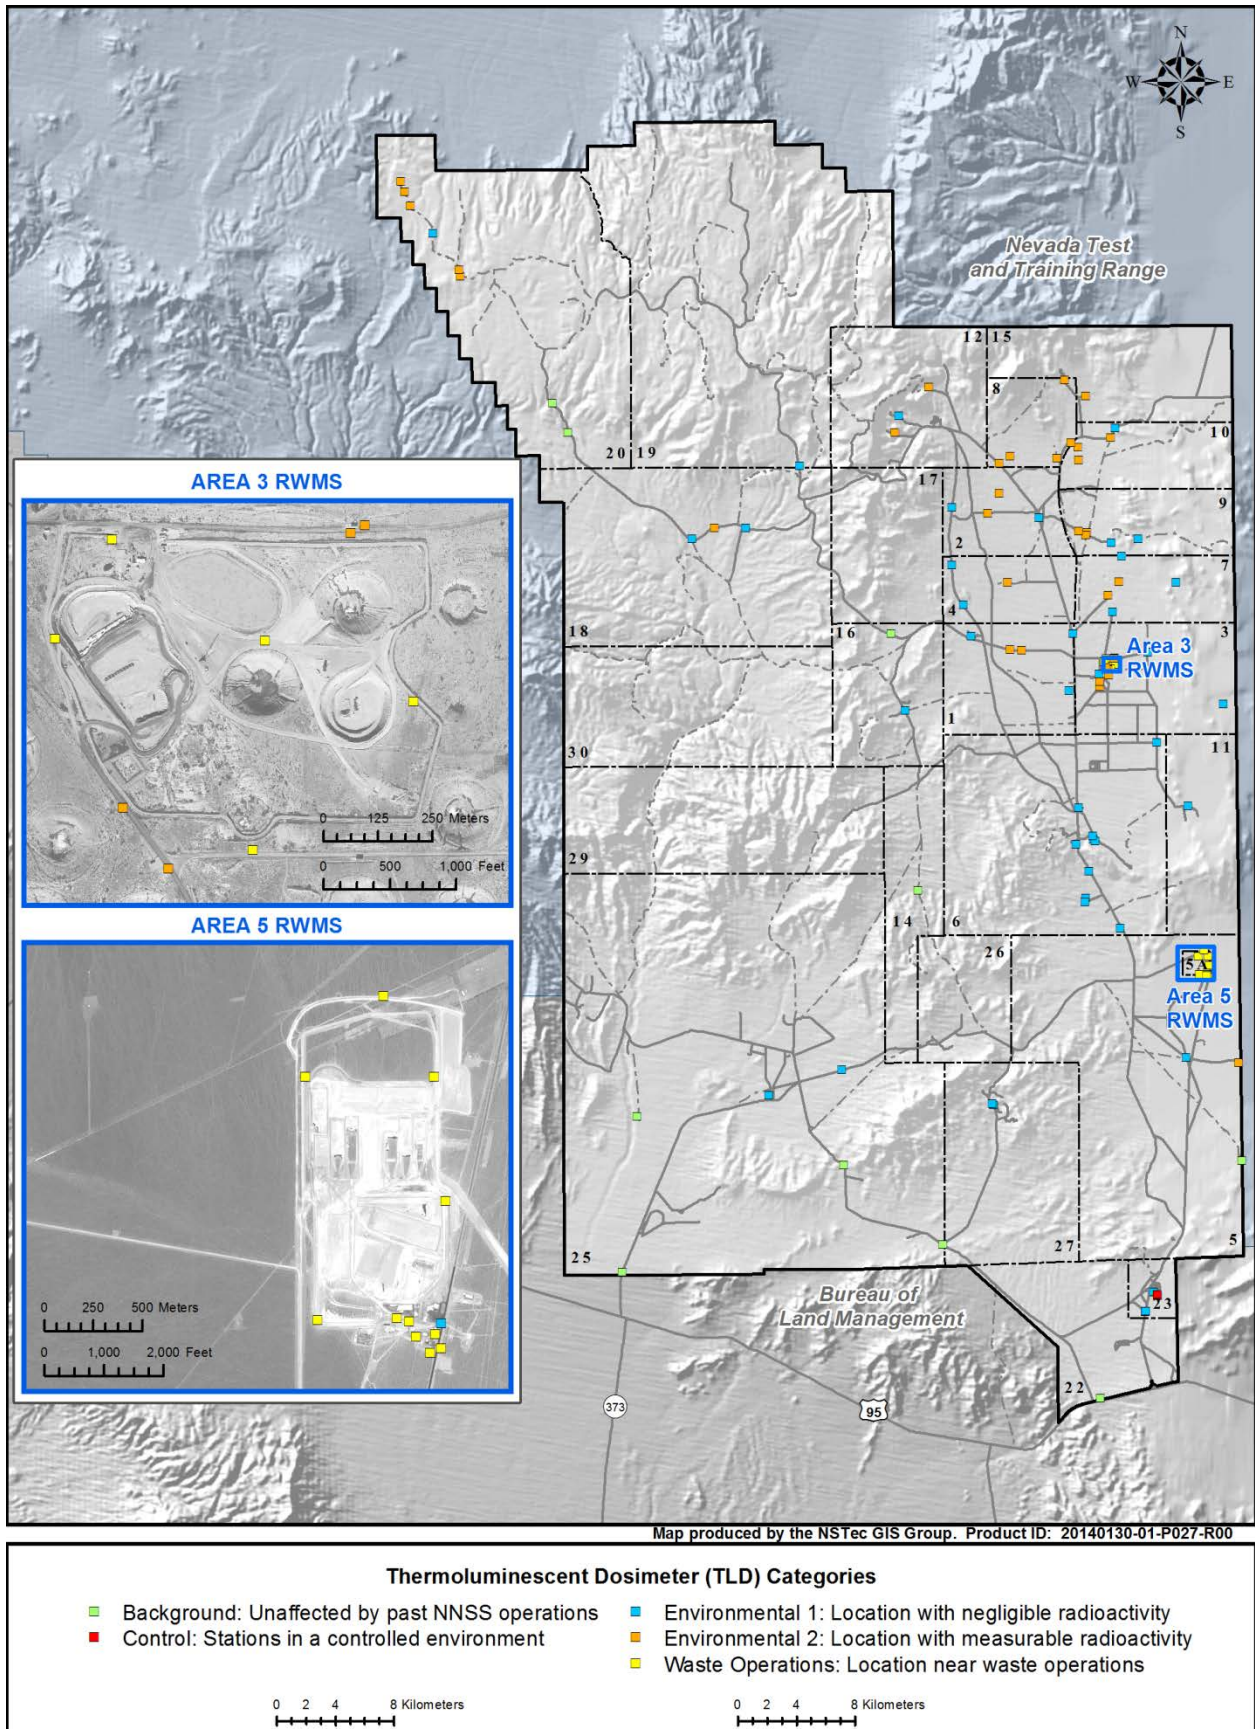 N
W E
S
Nevada Test
and Training Range
12 15
8
10
20 19
17
9
2
7
4
18
16
3
Area 3
RWMS
1
30
11
29
14
6
26
5 A
Area 5
RWMS
25
27
5
23
Bureau of
Land Management
22
373
95
AREA 3 RWMS
0 125 250 Meters
0 500 1,000 Feet
AREA 5 RWMS
0 250 500 Meters
0 1,000 2,000 Feet
Map produced by the NSTec GIS Group. Product ID: 20140130-01-P027-R00
Thermoluminescent Dosimeter (TLD) Categories
Background: Unaffected by past NNSS operations
Control: Stations in a controlled environment
Environmental 1: Location with negligible radioactivity
Environmental 2: Location with measurable radioactivity
Waste Operations: Location near waste operations
0 2 4 8 Kilometers
0 2 4 8 Kilometers